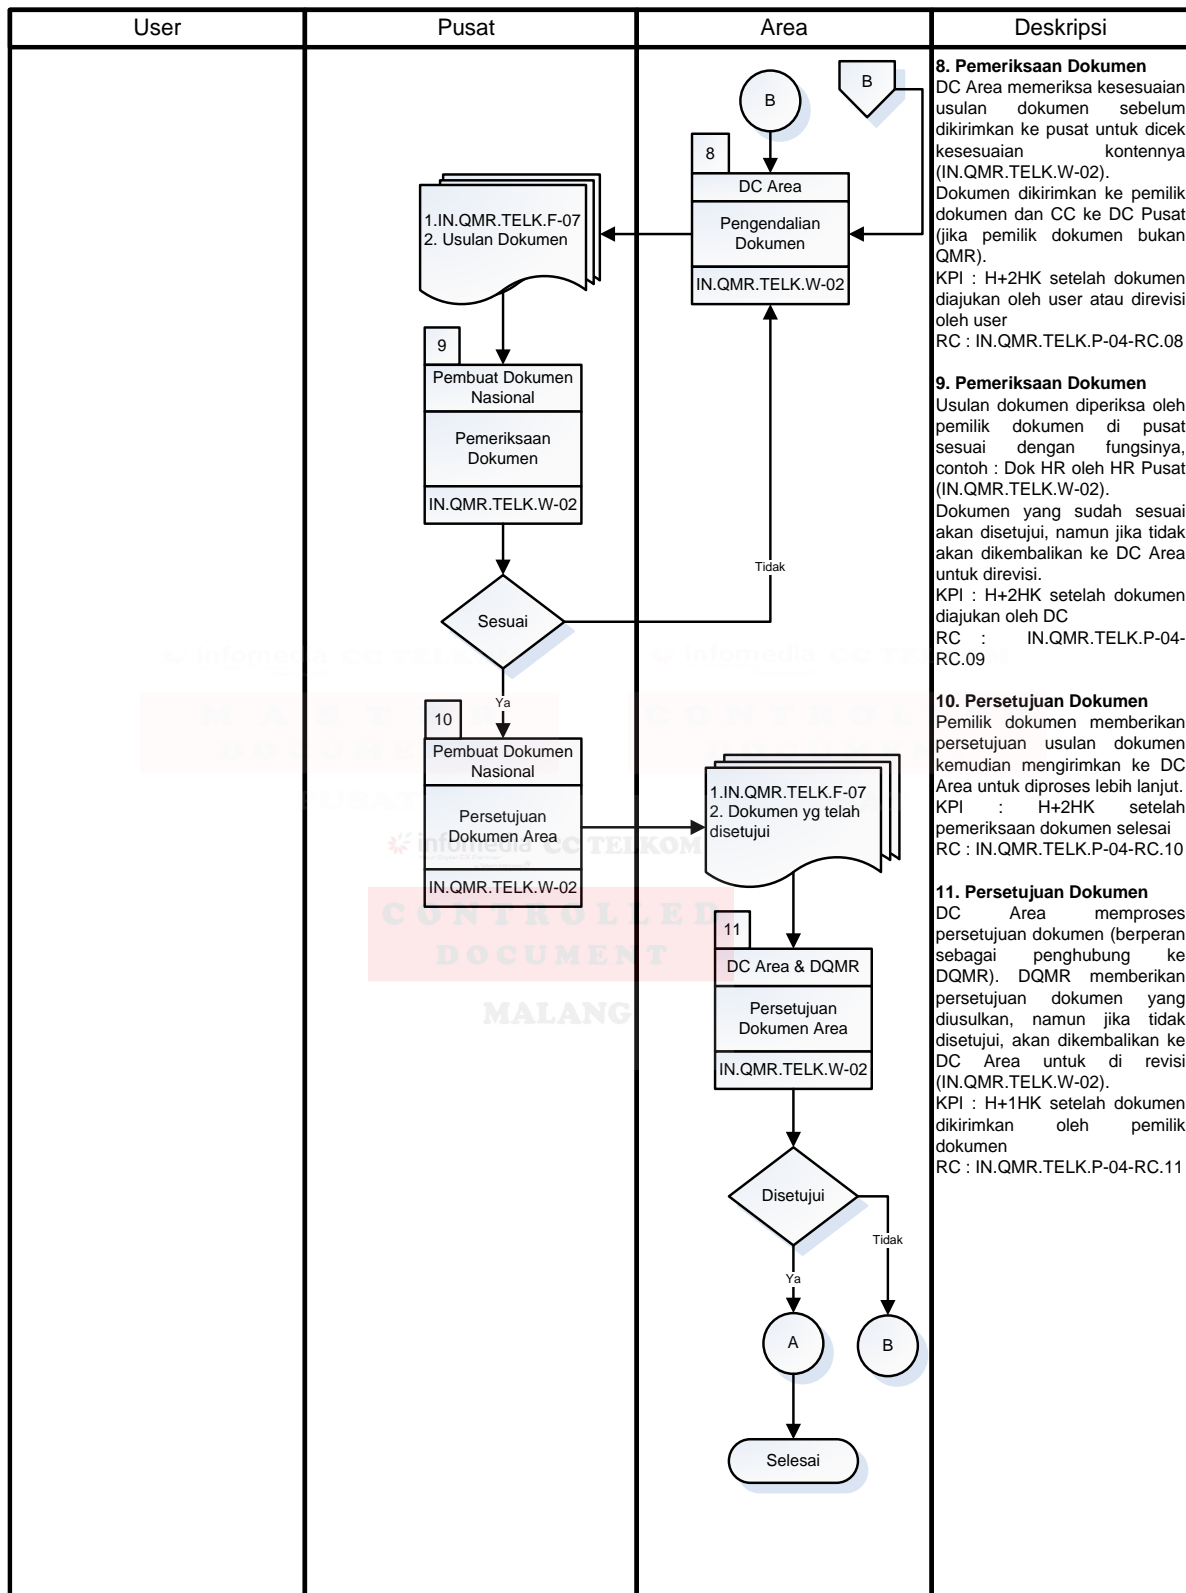 User
Pusat
Area
Deskripsi
B
B
8
DC Area
Pengendalian
Dokumen
IN.QMR.TELK.W-02
1.IN.QMR.TELK.F-07
2. Usulan Dokumen
9
Pembuat Dokumen
Nasional
Pemeriksaan
Dokumen
IN.QMR.TELK.W-02
Tidak
Sesuai
Ya
10
Pembuat Dokumen
Nasional
Persetujuan
Dokumen Area
IN.QMR.TELK.W-02
1.IN.QMR.TELK.F-07
2. Dokumen yg telah
disetujui
11
DC Area & DQMR
Persetujuan
Dokumen Area
IN.QMR.TELK.W-02
Disetujui
Tidak
Ya
A
B
Selesai
8. Pemeriksaan Dokumen
DC Area memeriksa kesesuaian
usulan dokumen sebelum
dikirimkan ke pusat untuk dicek
kesesuaian kontennya
(IN.QMR.TELK.W-02).
Dokumen dikirimkan ke pemilik
dokumen dan CC ke DC Pusat
(jika pemilik dokumen bukan
QMR).
KPI : H+2HK setelah dokumen
diajukan oleh user atau direvisi
oleh user
RC : IN.QMR.TELK.P-04-RC.08
9. Pemeriksaan Dokumen
Usulan dokumen diperiksa oleh
pemilik dokumen di pusat
sesuai dengan fungsinya,
contoh : Dok HR oleh HR Pusat
(IN.QMR.TELK.W-02).
Dokumen yang sudah sesuai
akan disetujui, namun jika tidak
akan dikembalikan ke DC Area
untuk direvisi.
KPI : H+2HK setelah dokumen
diajukan oleh DC
RC : IN.QMR.TELK.P-04-
RC.09
10. Persetujuan Dokumen
Pemilik dokumen memberikan
persetujuan usulan dokumen
kemudian mengirimkan ke DC
Area untuk diproses lebih lanjut.
KPI : H+2HK setelah
pemeriksaan dokumen selesai
RC : IN.QMR.TELK.P-04-RC.10
11. Persetujuan Dokumen
DC Area memproses
persetujuan dokumen (berperan
sebagai penghubung ke
DQMR). DQMR memberikan
persetujuan dokumen yang
diusulkan, namun jika tidak
disetujui, akan dikembalikan ke
DC Area untuk di revisi
(IN.QMR.TELK.W-02).
KPI : H+1HK setelah dokumen
dikirimkan oleh pemilik
dokumen
RC : IN.QMR.TELK.P-04-RC.11
infomedia CC TELKOM
CONTROLLED
DOCUMENT
MALANG